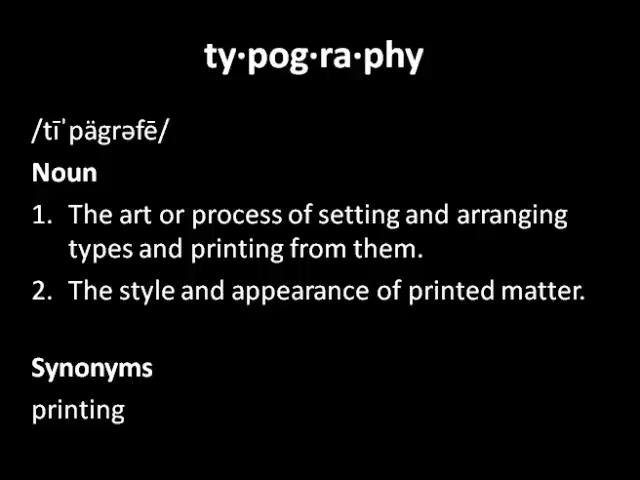 ty·pog·ra·phy
/tīˈpägrəfē/
Noun
1. The art or process of setting and arranging
types and printing from them.
2. The style and appearance of printed matter.
Synonyms
printing